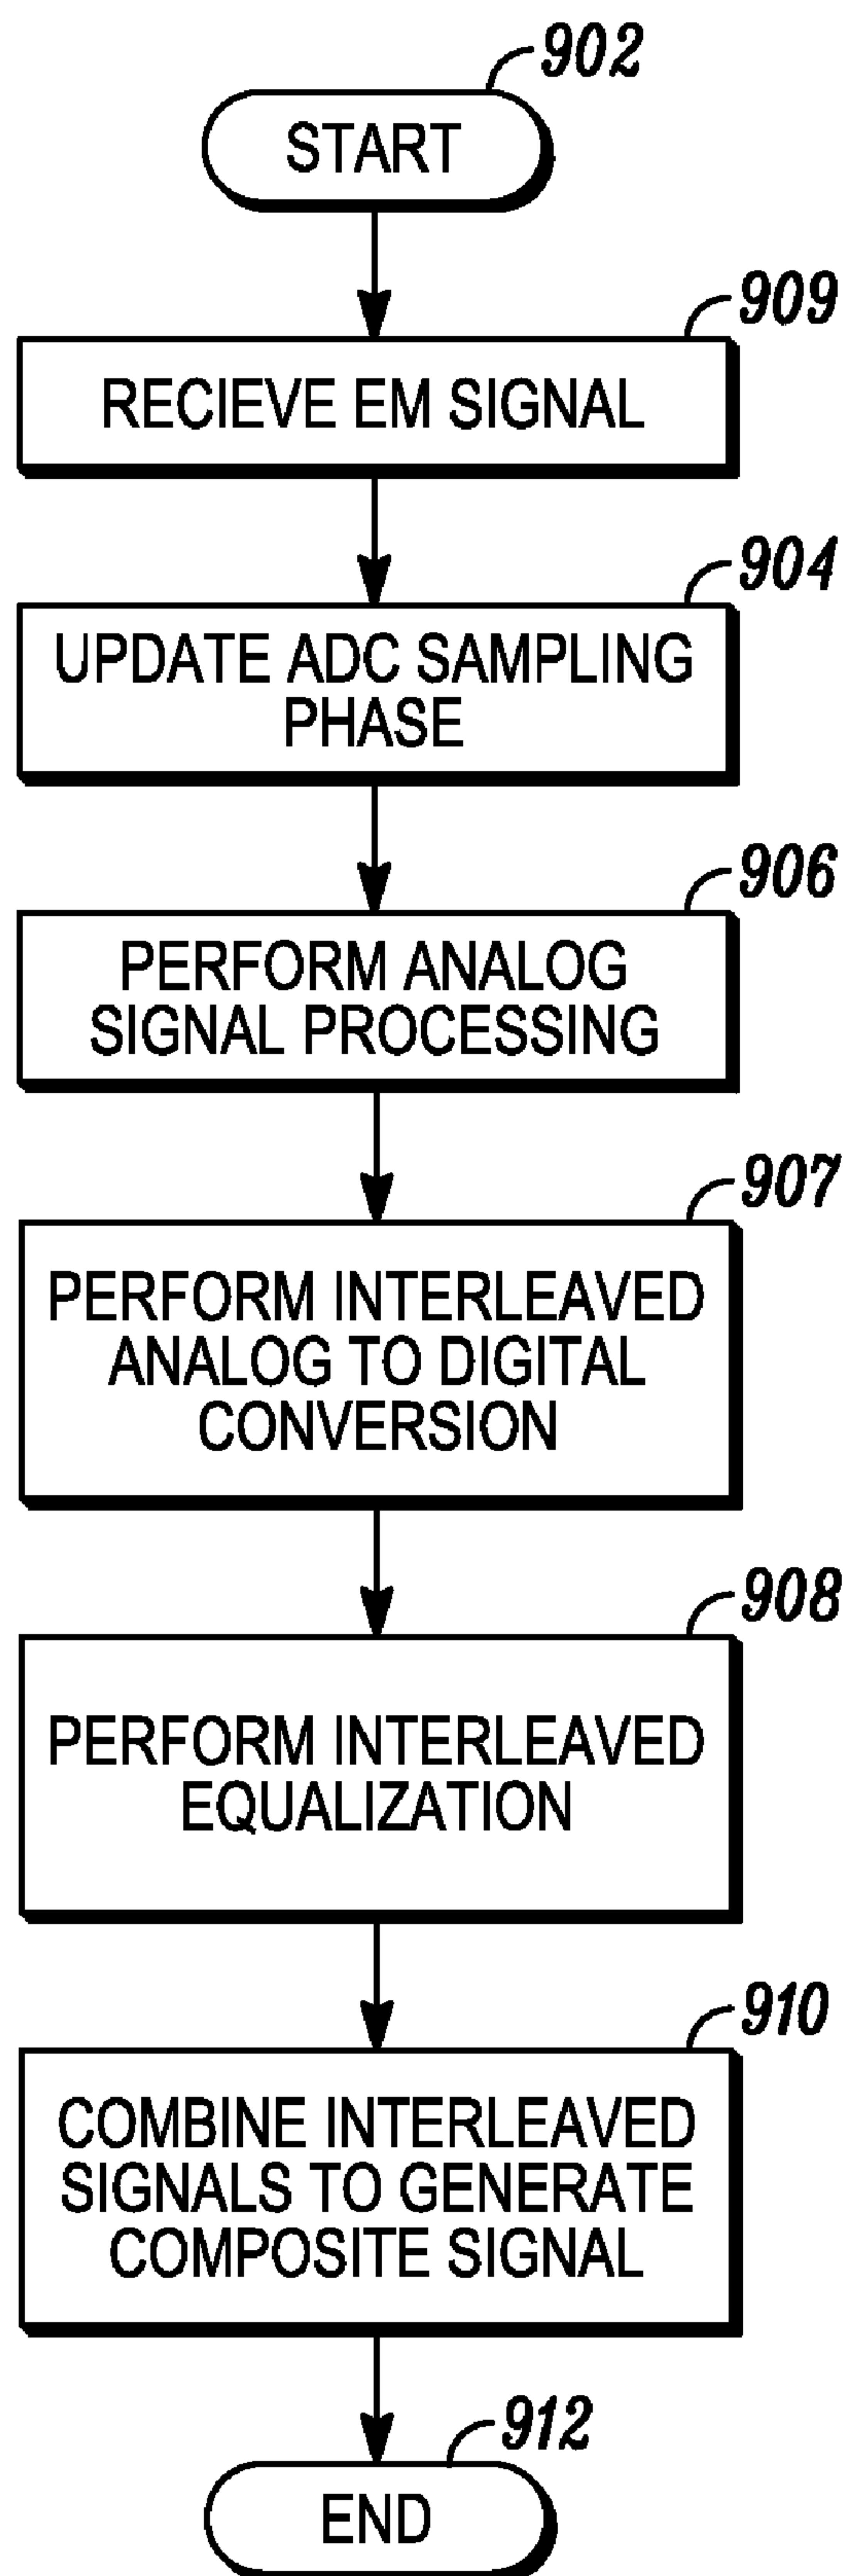 902
START
909
RECIEVE EM SIGNAL
904
UPDATE ADC SAMPLING
PHASE
906
PERFORM ANALOG
SIGNAL PROCESSING
907
PERFORM INTERLEAVED
ANALOG TO DIGITAL
CONVERSION
908
PERFORM INTERLEAVED
EQUALIZATION
910
COMBINE INTERLEAVED
SIGNALS TO GENERATE
COMPOSITE SIGNAL
912
END